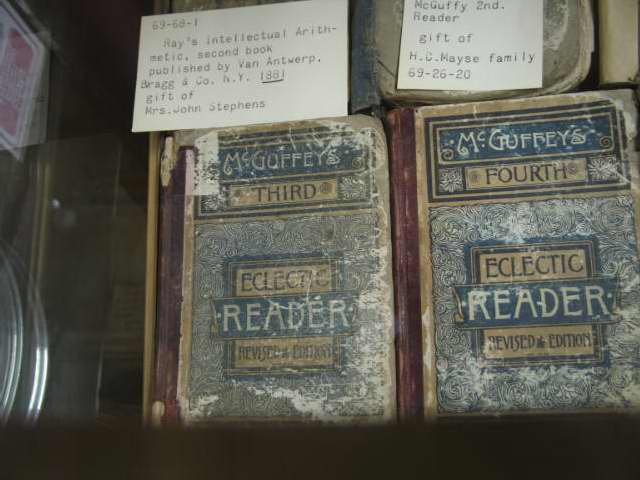 69-68-1
Ray's intellectual Arith-
metic, second book
published by Van Antwerp.
Bragg & Co. N.Y. 1881
gift of
Mrs.John Stephens
McGuffy 2nd.
Reader
gift of
H.C.Mayse family
69-26-20
McGUFFEY'S
THIRD
ECLECTIC
READER
REVISED EDITION
McGUFFEY'S
FOURTH
ECLECTIC
READER
REVISED EDITION